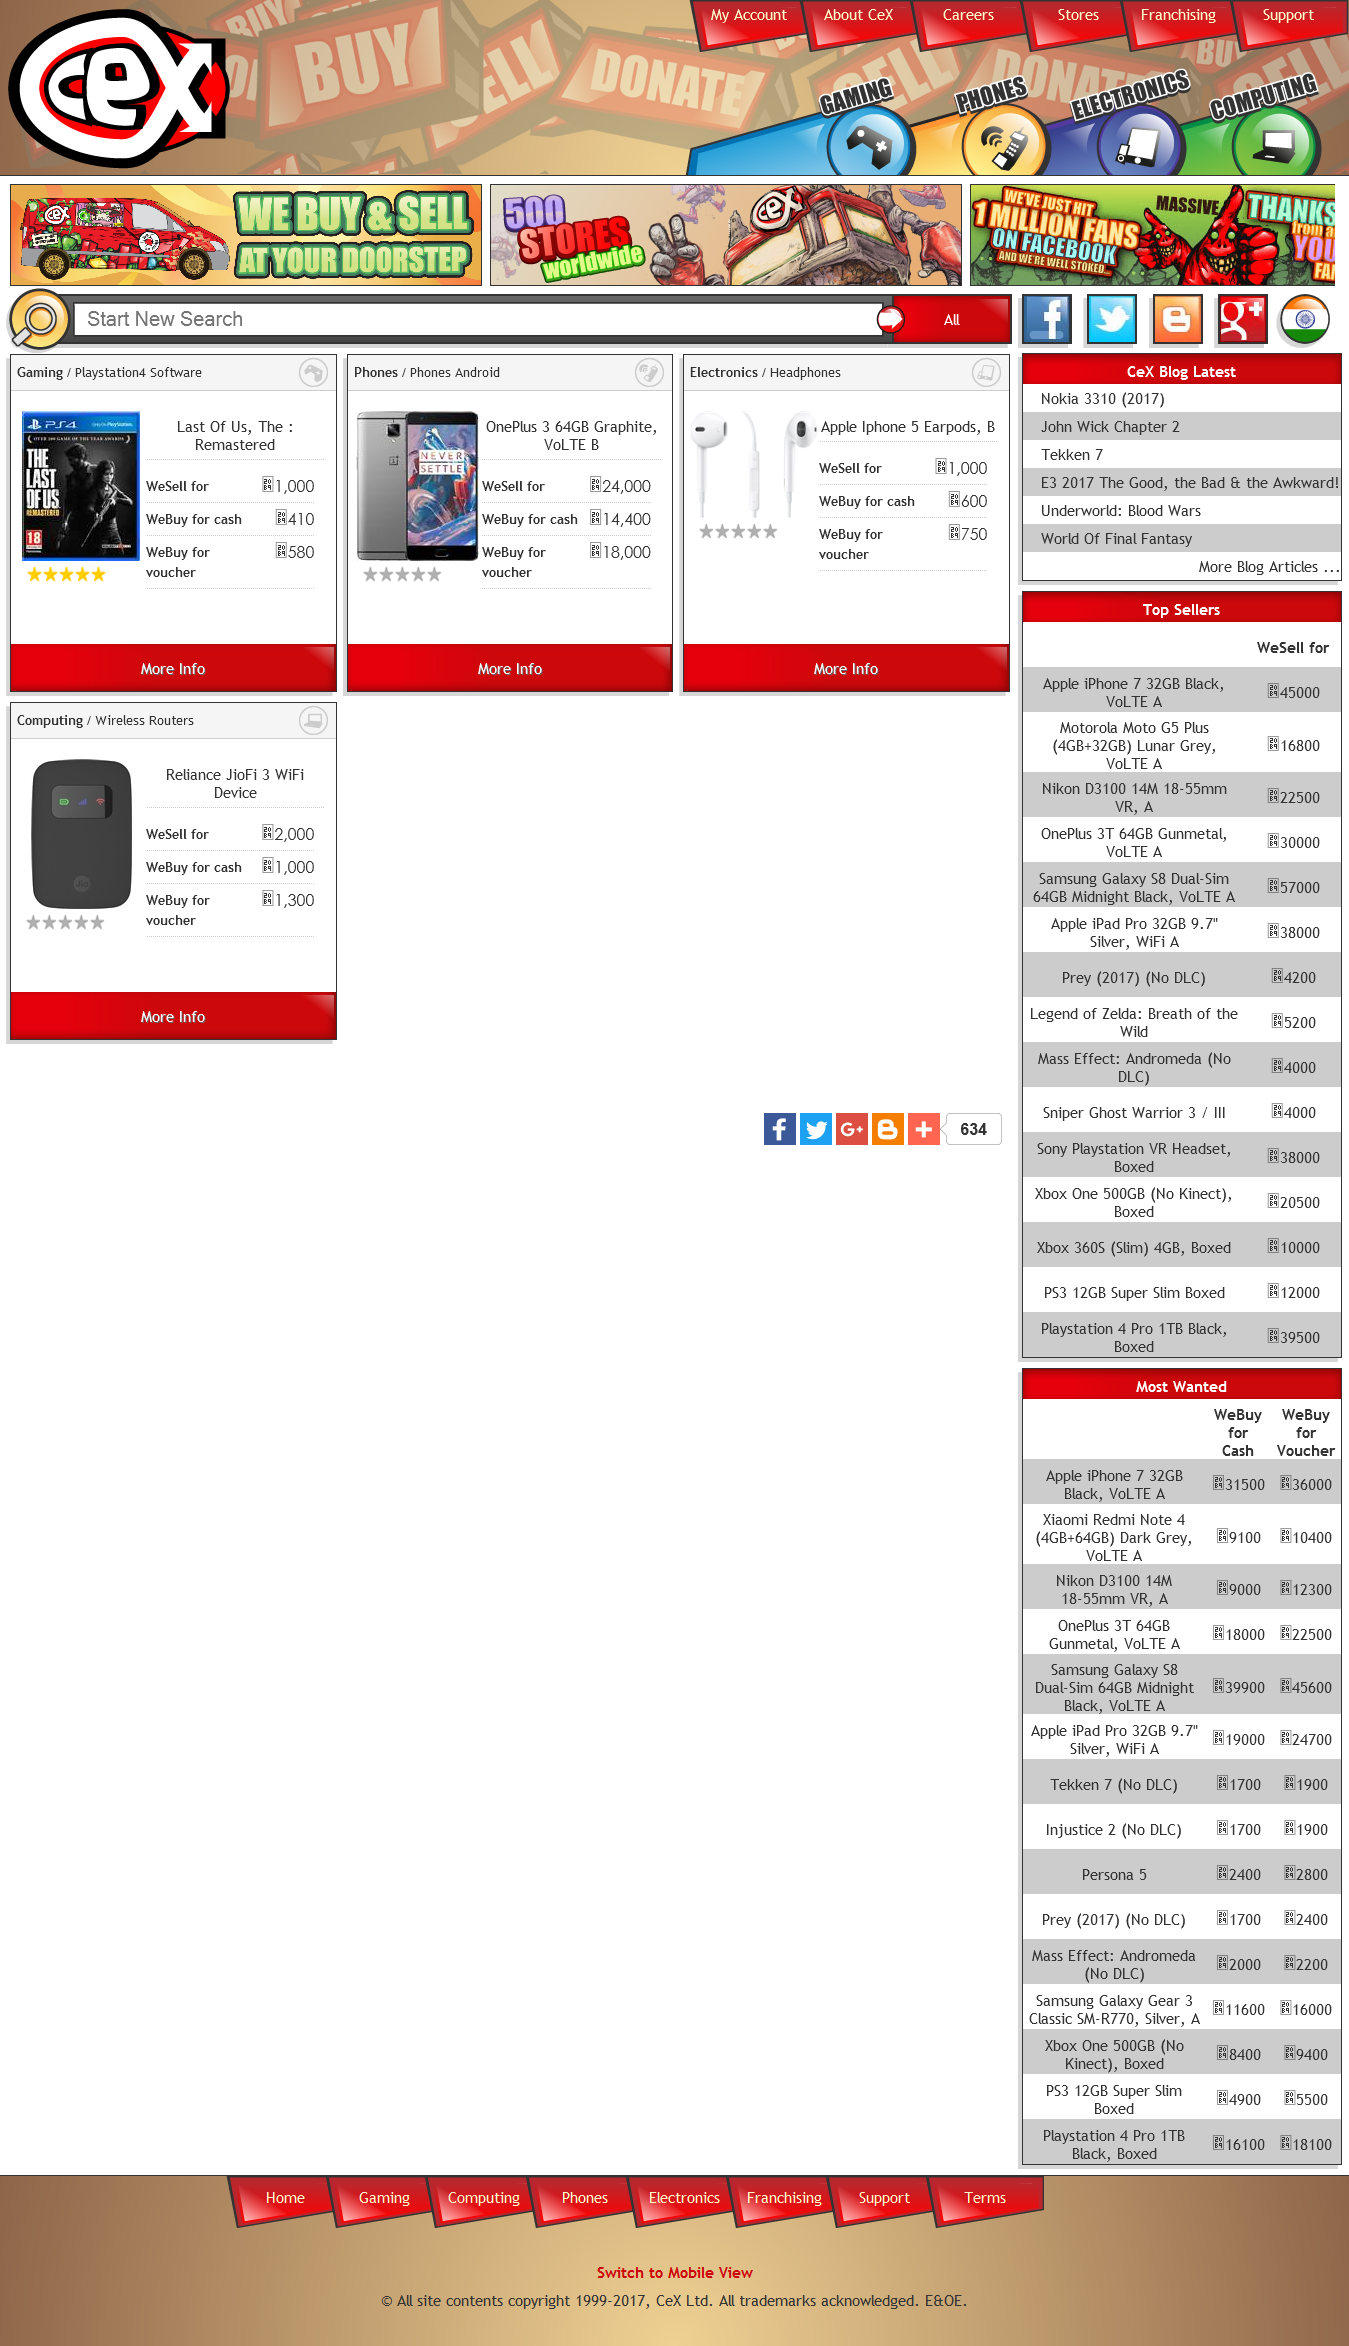 My Account
About CeX
Careers
Stores
Franchising
Support
CeX
BUY
SELL
DONATE
GAMING
PHONES
ELECTRONICS
COMPUTING
WE BUY & SELL
AT YOUR DOORSTEP
500
STORES
worldwide
WE'VE JUST HIT
1 MILLION FANS
ON FACEBOOK
AND WE'RE WELL STOKED...
MASSIVE
THANKS
Start New Search
All
Gaming / Playstation4 Software
Last Of Us, The :
Remastered
WeSell for 1,000
WeBuy for cash 410
WeBuy for 580
voucher
More Info
Phones / Phones Android
OnePlus 3 64GB Graphite,
VoLTE B
WeSell for 24,000
WeBuy for cash 14,400
WeBuy for 18,000
voucher
More Info
Electronics / Headphones
Apple Iphone 5 Earpods, B
WeSell for 1,000
WeBuy for cash 600
WeBuy for 750
voucher
More Info
Computing / Wireless Routers
Reliance JioFi 3 WiFi
Device
WeSell for 2,000
WeBuy for cash 1,000
WeBuy for 1,300
voucher
More Info
634
CeX Blog Latest
Nokia 3310 (2017)
John Wick Chapter 2
Tekken 7
E3 2017 The Good, the Bad & the Awkward!
Underworld: Blood Wars
World Of Final Fantasy
More Blog Articles ...
Top Sellers
WeSell for
Apple iPhone 7 32GB Black,
VoLTE A 45000
Motorola Moto G5 Plus
(4GB+32GB) Lunar Grey, 16800
VoLTE A
Nikon D3100 14M 18-55mm
VR, A 22500
OnePlus 3T 64GB Gunmetal,
VoLTE A 30000
Samsung Galaxy S8 Dual-Sim
64GB Midnight Black, VoLTE A 57000
Apple iPad Pro 32GB 9.7"
Silver, WiFi A 38000
Prey (2017) (No DLC) 4200
Legend of Zelda: Breath of the
Wild 5200
Mass Effect: Andromeda (No
DLC) 4000
Sniper Ghost Warrior 3 / III 4000
Sony Playstation VR Headset,
Boxed 38000
Xbox One 500GB (No Kinect),
Boxed 20500
Xbox 360S (Slim) 4GB, Boxed 10000
PS3 12GB Super Slim Boxed 12000
Playstation 4 Pro 1TB Black,
Boxed 39500
Most Wanted
WeBuy for Cash
WeBuy for Voucher
Apple iPhone 7 32GB
Black, VoLTE A 31500 36000
Xiaomi Redmi Note 4
(4GB+64GB) Dark Grey, 9100 10400
VoLTE A
Nikon D3100 14M
18-55mm VR, A 9000 12300
OnePlus 3T 64GB
Gunmetal, VoLTE A 18000 22500
Samsung Galaxy S8
Dual-Sim 64GB Midnight 39900 45600
Black, VoLTE A
Apple iPad Pro 32GB 9.7"
Silver, WiFi A 19000 24700
Tekken 7 (No DLC) 1700 1900
Injustice 2 (No DLC) 1700 1900
Persona 5 2400 2800
Prey (2017) (No DLC) 1700 2400
Mass Effect: Andromeda
(No DLC) 2000 2200
Samsung Galaxy Gear 3
Classic SM-R770, Silver, A 11600 16000
Xbox One 500GB (No
Kinect), Boxed 8400 9400
PS3 12GB Super Slim
Boxed 4900 5500
Playstation 4 Pro 1TB
Black, Boxed 16100 18100
Home
Gaming
Computing
Phones
Electronics
Franchising
Support
Terms
Switch to Mobile View
© All site contents copyright 1999-2017, CeX Ltd. All trademarks acknowledged. E&OE.